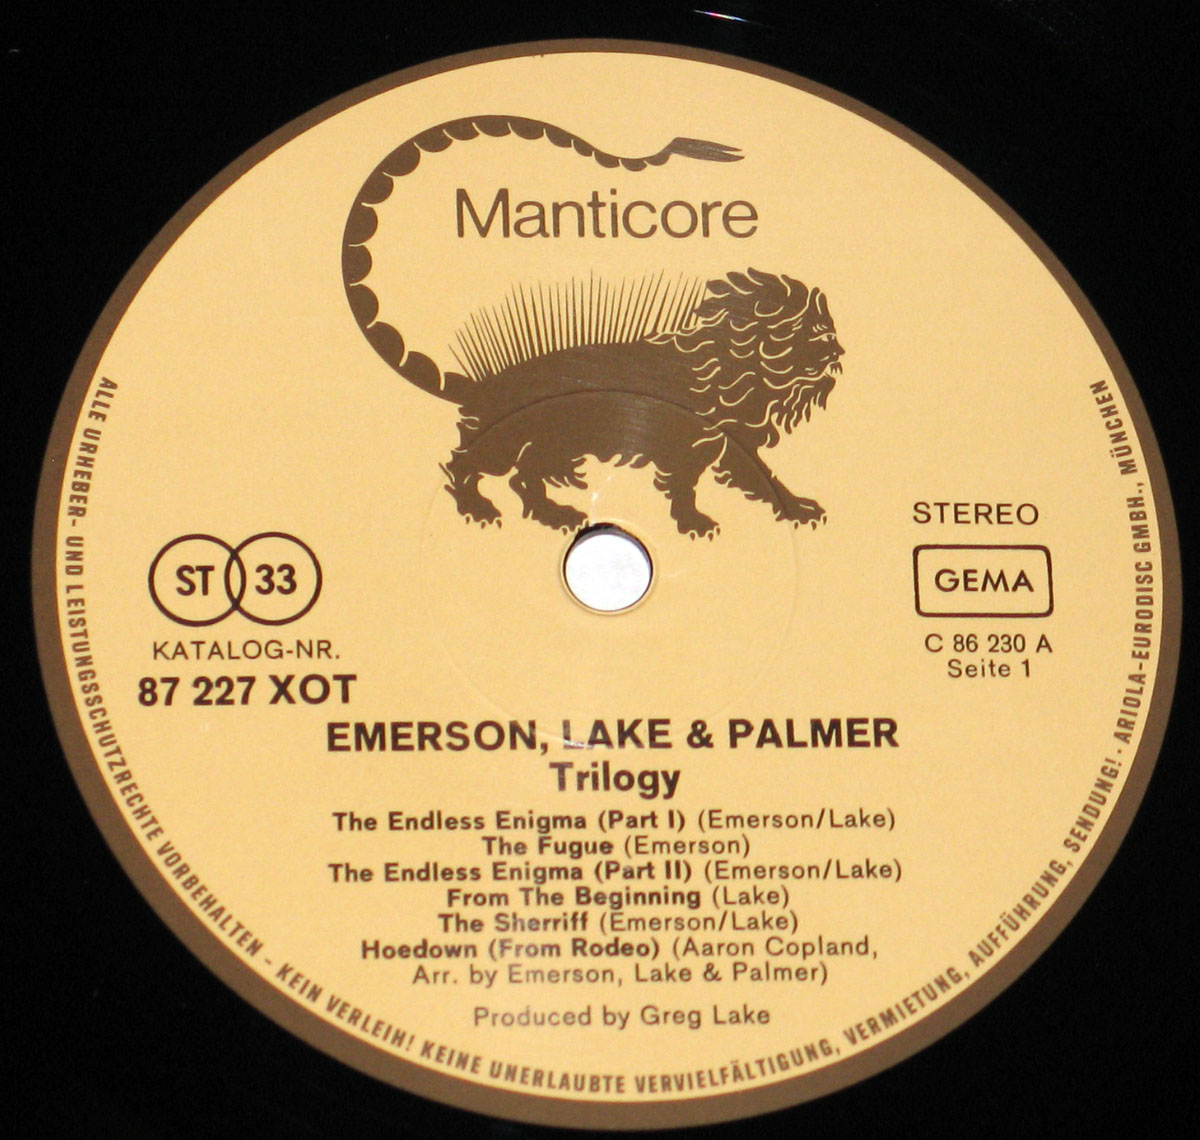 Manticore
STEREO
GEMA
C 86 230 A
Seite 1
ST 33
KATALOG-NR.
87 227 XOT
EMERSON, LAKE & PALMER
Trilogy
The Endless Enigma (Part I) (Emerson/Lake)
The Fugue (Emerson)
The Endless Enigma (Part II) (Emerson/Lake)
From The Beginning (Lake)
The Sherriff (Emerson/Lake)
Hoedown (From Rodeo) (Aaron Copland,
Arr. by Emerson, Lake & Palmer)
Produced by Greg Lake
ALLE URHEBER- UND LEISTUNGSSCHUTZRECHTE VORBEHALTEN - KEIN VERLEIH! KEINE UNERLAUBTE VERVIELFÄLTIGUNG, VERMIETUNG, AUFFÜHRUNG, SENDUNG! · ARIOLA-EURODISC GMBH., MÜNCHEN